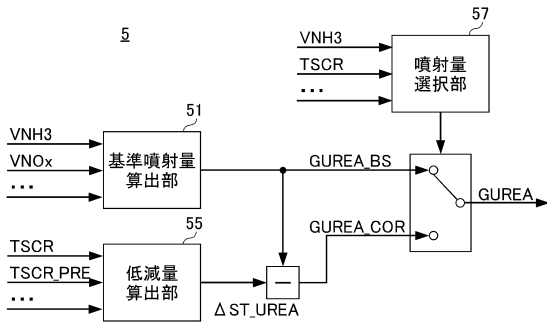 5
57
VNH3
TSCR
...
噴射量
選択部
51
VNH3
VNOx
...
基準噴射量
算出部
GUREA_BS
GUREA
55
TSCR
TSCR_PRE
...
低減量
算出部
GUREA_COR
−
ΔST_UREA